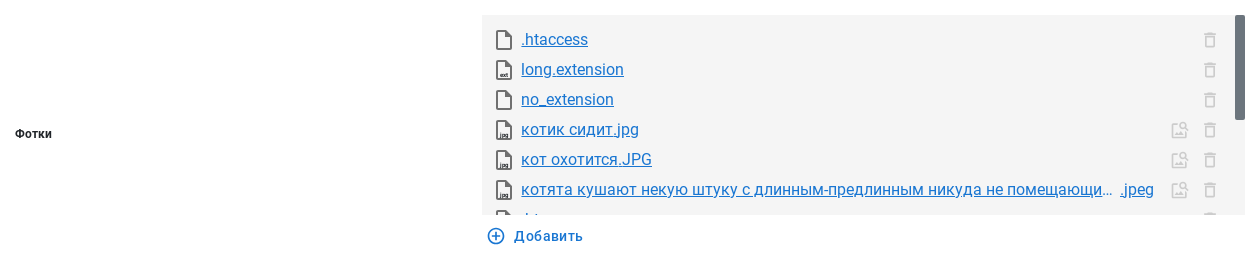 .htaccess
long.extension
no_extension
Фотки
котик сидит.jpg
кот охотится.JPG
котята кушают некую штуку с длинным-предлинным никуда не помещающи… .jpeg
Добавить